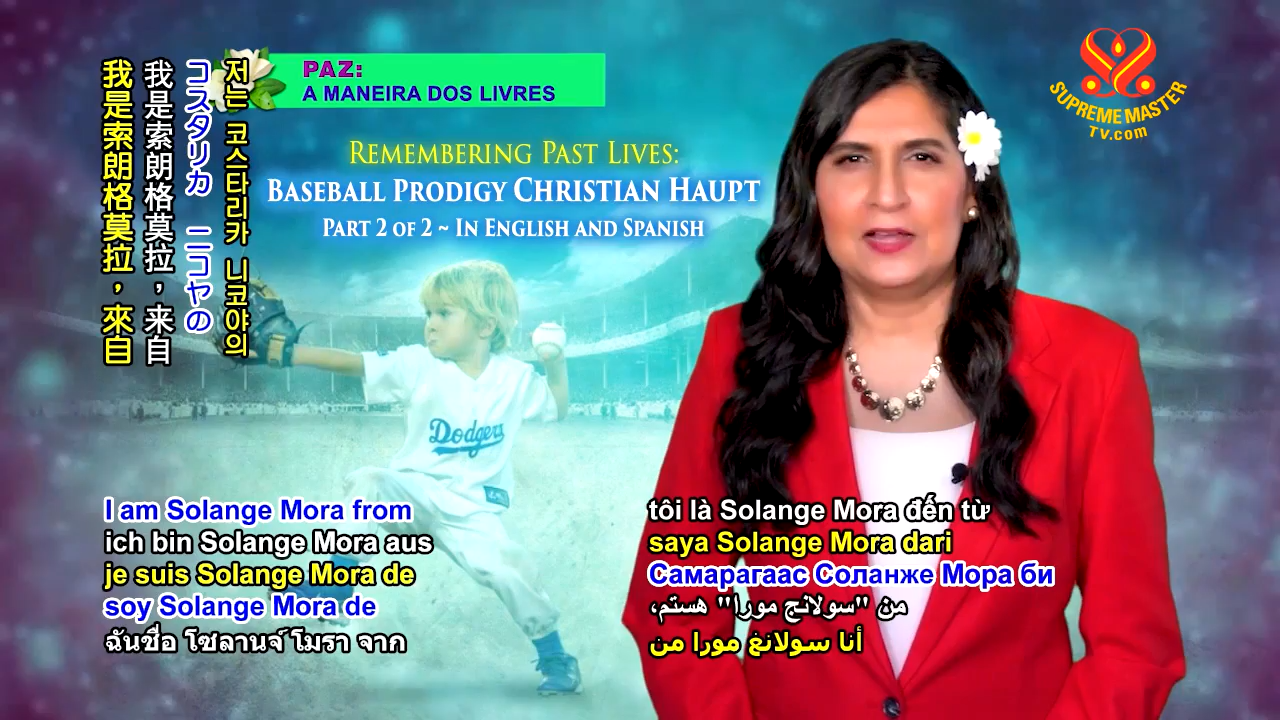 PAZ:
A MANEIRA DOS LIVRES
SUPREME MASTER
TV.com
REMEMBERING PAST LIVES:
BASEBALL PRODIGY CHRISTIAN HAUPT
PART 2 OF 2 ~ IN ENGLISH AND SPANISH
저는 코스타리카 니코야의
コスタリカ ニコヤの
我是索朗格莫拉，来自
我是索朗格莫拉，來自
Dodgers
I am Solange Mora from
ich bin Solange Mora aus
je suis Solange Mora de
soy Solange Mora de
ฉันชื่อ โซลานจ์ โมรา จาก
tôi là Solange Mora đến từ
saya Solange Mora dari
Самарагаас Соланже Мора би
من "سولانج مورا" هستم،
أنا سولانغ مورا من